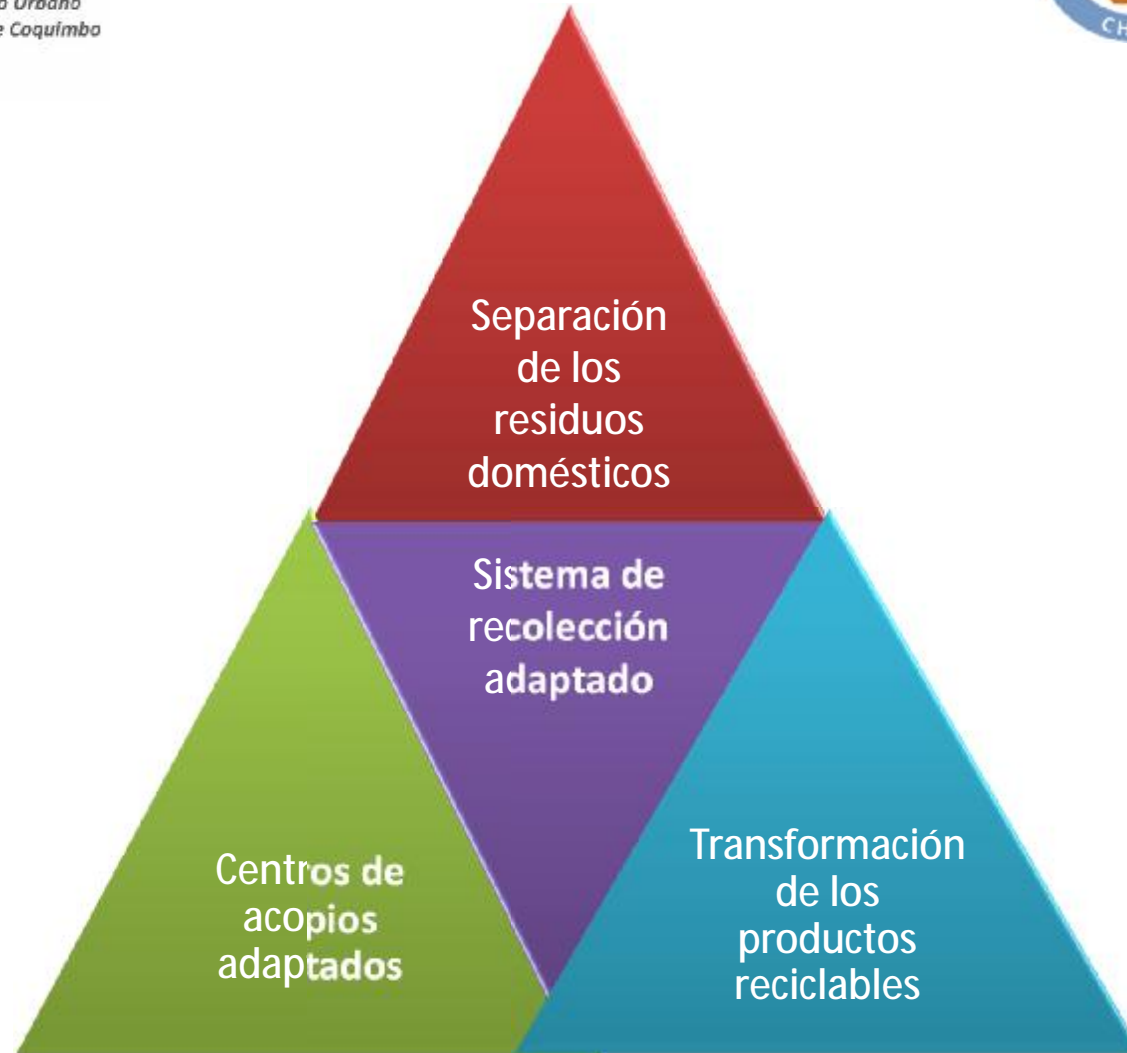 o Urbano
e Coquimbo
CH
Separación
de los
residuos
domésticos
Sistema de
recolección
adaptado
Centros de
acopios
adaptados
Transformación
de los
productos
reciclables